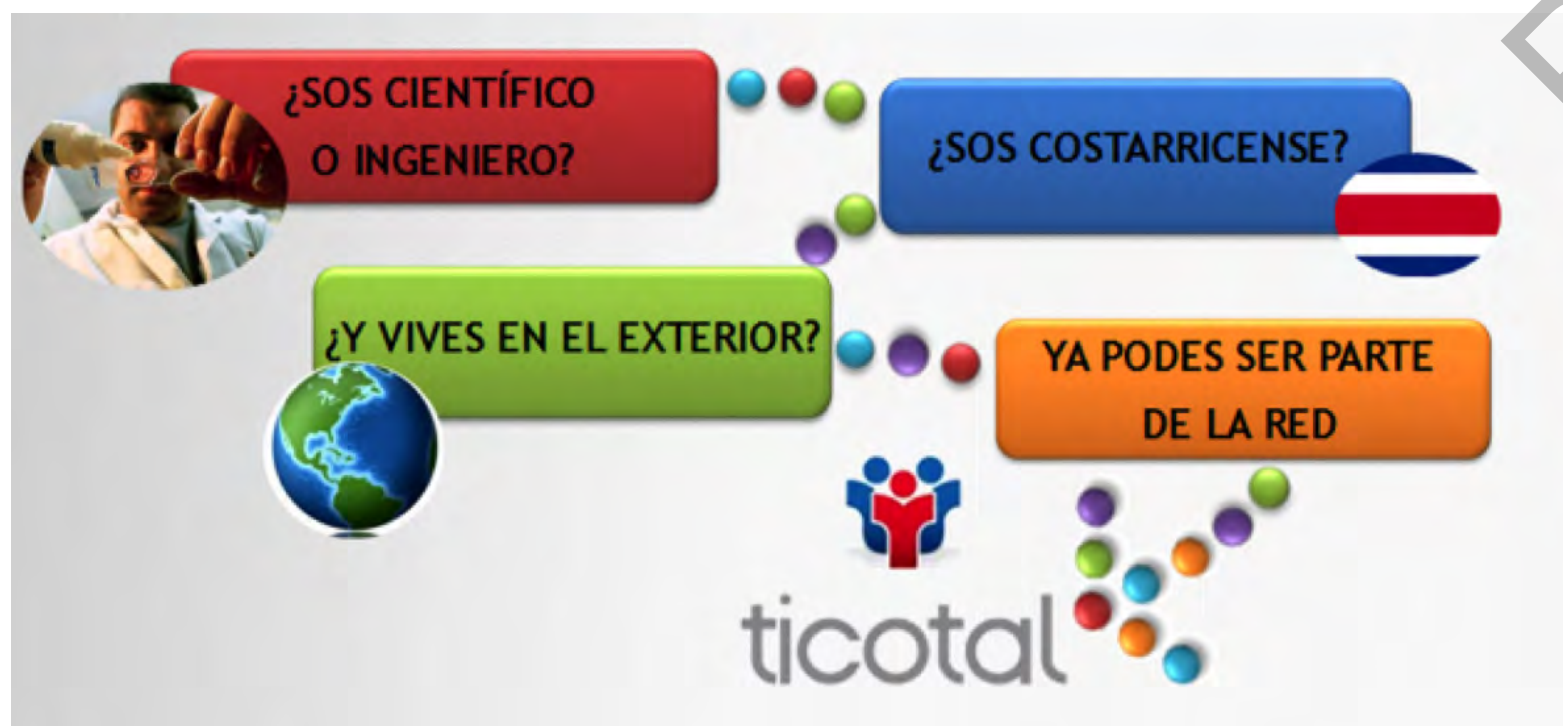 ¿SOS CIENTÍFICO
O INGENIERO?
¿SOS COSTARRICENSE?
¿Y VIVES EN EL EXTERIOR?
YA PODES SER PARTE
DE LA RED
ticotal